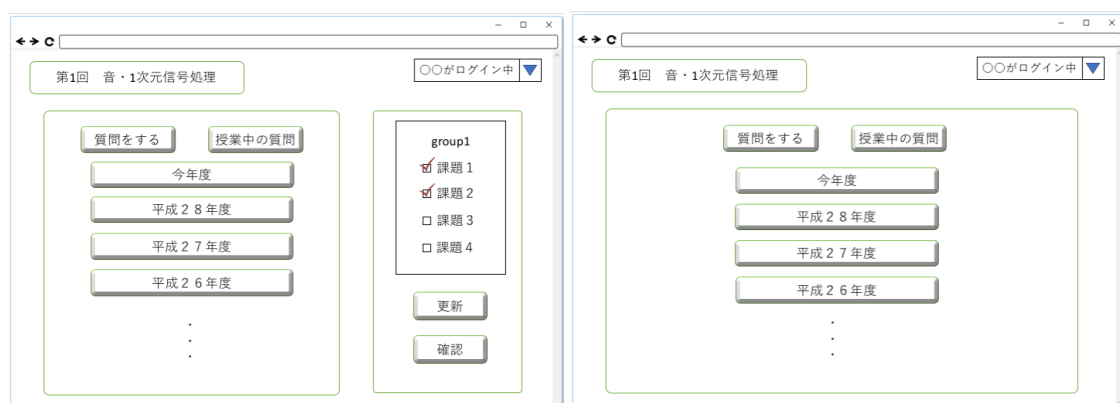 第1回　音・1次元信号処理
○○がログイン中
質問をする
授業中の質問
今年度
平成２８年度
平成２７年度
平成２６年度
group1
課題１
課題２
課題３
課題４
更新
確認
第1回　音・1次元信号処理
○○がログイン中
質問をする
授業中の質問
今年度
平成２８年度
平成２７年度
平成２６年度